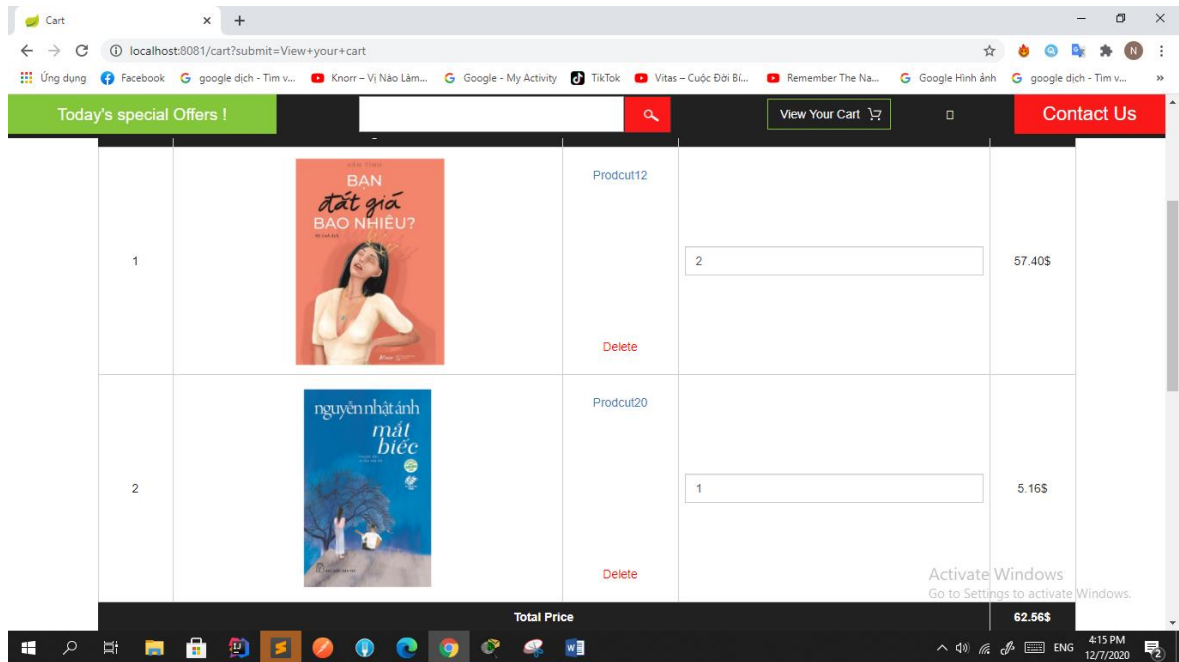 Cart
localhost:8081/cart?submit=View+your+cart
N
Ứng dụng Facebook google dịch - Tìm v... Knorr – Vị Nào Làm... Google - My Activity TikTok Vitas – Cuộc Đời Bí... Remember The Na... Google Hình ảnh google dịch - Tìm v... »
Today's special Offers !
View Your Cart
Contact Us
1
VÃN TÌNH
BẠN
đắt giá
BAO NHIÊU?
Prodcut12
Delete
2
57.40$
2
nguyễn nhật ánh
mắt
biếc
Prodcut20
Delete
1
5.16$
Total Price
62.56$
Activate Windows
Go to Settings to activate Windows.
ENG
4:15 PM
12/7/2020
2